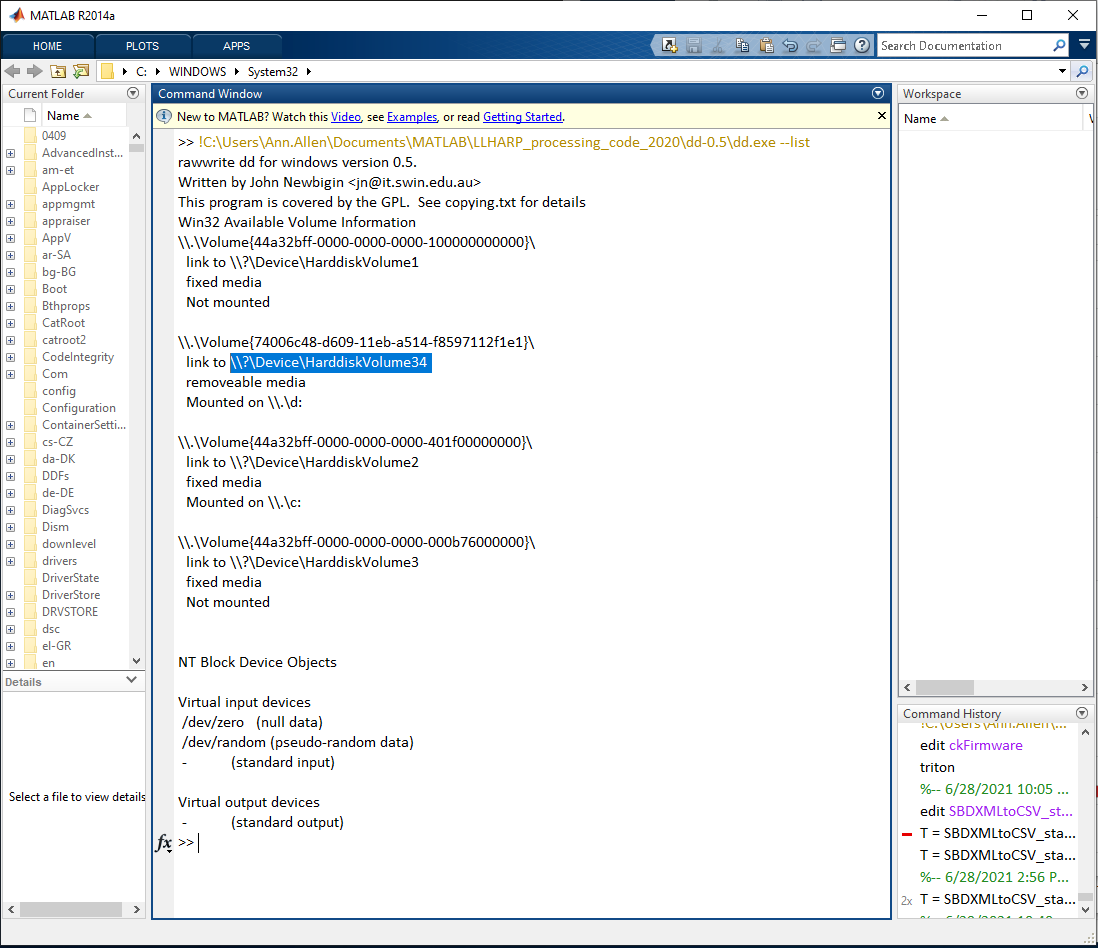 MATLAB R2014a
HOME
PLOTS
APPS
Search Documentation
C:
WINDOWS
System32
Current Folder
Name
0409
AdvancedInst...
am-et
AppLocker
appmgmt
appraiser
AppV
ar-SA
bg-BG
Boot
Bthprops
CatRoot
catroot2
CodeIntegrity
Com
config
Configuration
ContainerSetti...
cs-CZ
da-DK
DDFs
de-DE
DiagSvcs
Dism
downlevel
drivers
DriverState
DriverStore
DRVSTORE
dsc
el-GR
en
Details
Select a file to view details
Command Window
New to MATLAB? Watch this Video, see Examples, or read Getting Started.
>> !C:\Users\Ann.Allen\Documents\MATLAB\LLHARP_processing_code_2020\dd-0.5\dd.exe --list
rawwrite dd for windows version 0.5.
Written by John Newbigin <jn@it.swin.edu.au>
This program is covered by the GPL.  See copying.txt for details
Win32 Available Volume Information
\\.\Volume{44a32bff-0000-0000-0000-100000000000}\
link to \\?\Device\HarddiskVolume1
fixed media
Not mounted
\\.\Volume{74006c48-d609-11eb-a514-f8597112f1e1}\
link to \\?\Device\HarddiskVolume34
removeable media
Mounted on \\.\d:
\\.\Volume{44a32bff-0000-0000-0000-401f00000000}\
link to \\?\Device\HarddiskVolume2
fixed media
Mounted on \\.\c:
\\.\Volume{44a32bff-0000-0000-0000-000b76000000}\
link to \\?\Device\HarddiskVolume3
fixed media
Not mounted
NT Block Device Objects
Virtual input devices
/dev/zero   (null data)
/dev/random (pseudo-random data)
-          (standard input)
Virtual output devices
-          (standard output)
fx >>
Workspace
Name
Command History
!C:\Users\Ann.Allen\...
edit ckFirmware
triton
%-- 6/28/2021 10:05 ...
edit SBDXMLtoCSV_st...
T = SBDXMLtoCSV_sta...
T = SBDXMLtoCSV_sta...
%-- 6/28/2021 2:56 P...
2x T = SBDXMLtoCSV_sta...